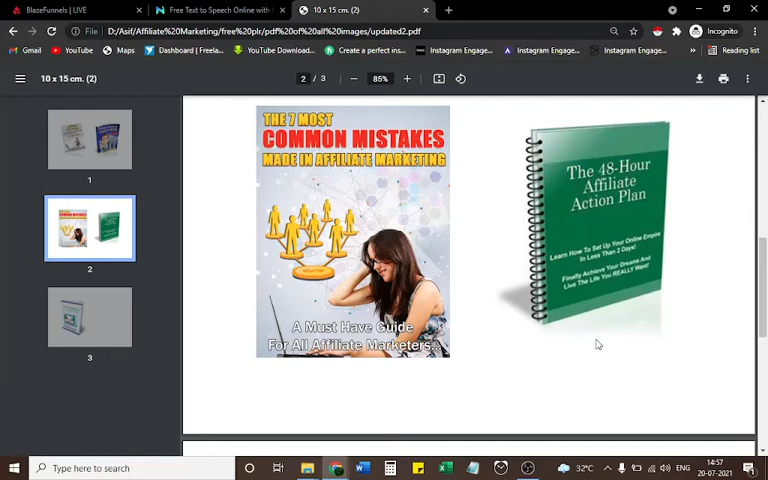 BlazeFunnels | LIVE
Free Text to Speech Online with
10 x 15 cm. (2)
D:/Asif/Affiliate%20Marketing/free%20plr/pdf%20of%20all%20images/updated2.pdf
Incognito
Gmail
YouTube
Maps
Dashboard | Freela...
YouTube Download...
Create a perfect ins...
Instagram Engage...
Instagram Engage...
Instagram Engage...
Reading list
10 x 15 cm. (2)
2 / 3
85%
1
2
3
THE 7 MOST
COMMON MISTAKES
MADE IN AFFILIATE MARKETING
A Must Have Guide
For All Affiliate Marketers...
The 48-Hour
Affiliate
Action Plan
Learn How To Set Up Your Online Empire
In Less Than 2 Days!
Finally Achieve Your Dreams And
Live The Life You REALLY Want!
Type here to search
32°C
ENG
14:57
20-07-2021